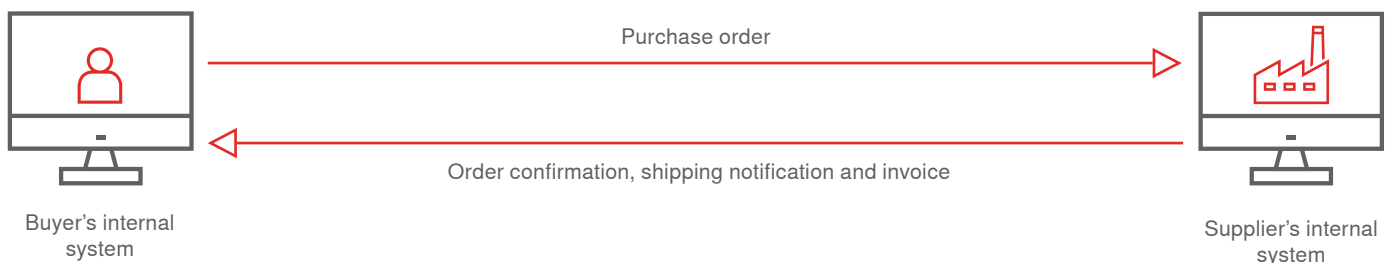 Purchase order
Order confirmation, shipping notification and invoice
Buyer’s internal
system
Supplier’s internal
system